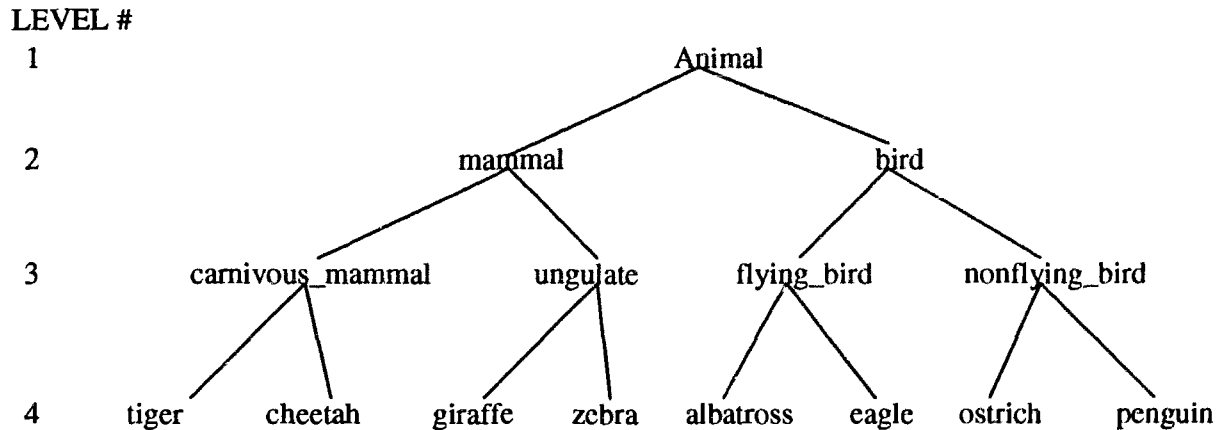 LEVEL #
1 Animal
2 mammal bird
3 carnivous_mammal ungulate flying_bird nonflying_bird
4 tiger cheetah giraffe zebra albatross eagle ostrich penguin